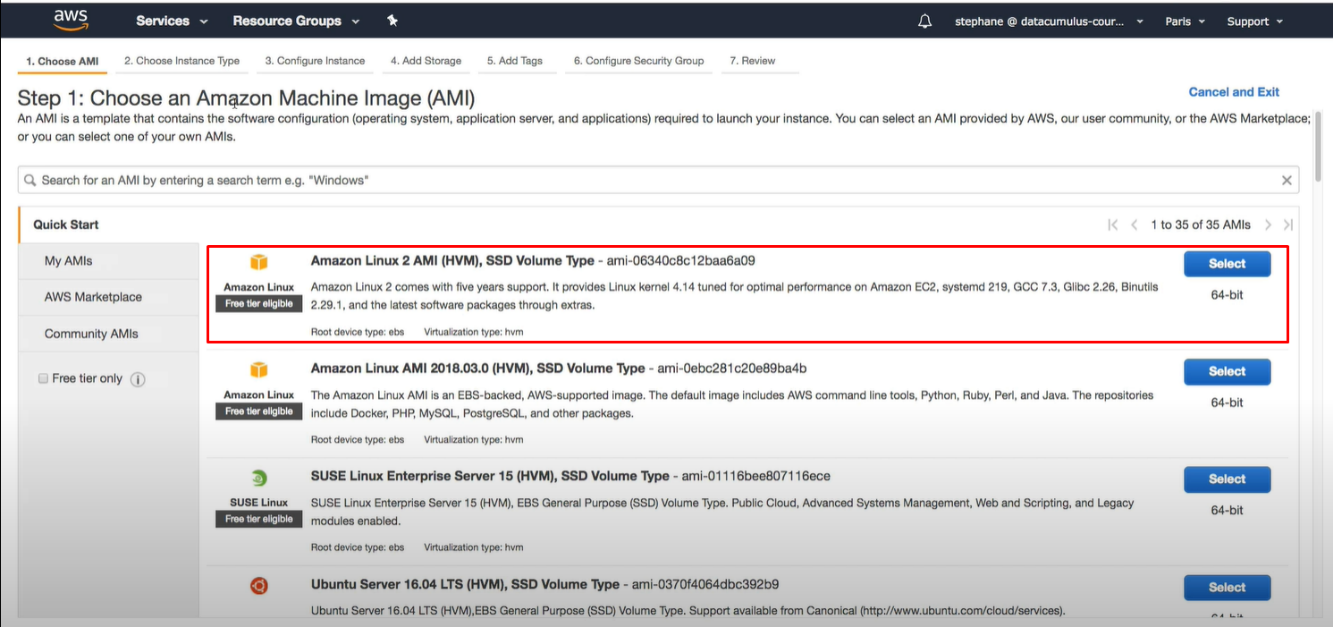 aws Services Resource Groups stephane @ datacumulus-cour... Paris Support
1. Choose AMI 2. Choose Instance Type 3. Configure Instance 4. Add Storage 5. Add Tags 6. Configure Security Group 7. Review
Step 1: Choose an Amazon Machine Image (AMI)
Cancel and Exit
An AMI is a template that contains the software configuration (operating system, application server, and applications) required to launch your instance. You can select an AMI provided by AWS, our user community, or the AWS Marketplace;
or you can select one of your own AMIs.
Search for an AMI by entering a search term e.g. "Windows"
Quick Start
1 to 35 of 35 AMIs
My AMIs
AWS Marketplace
Community AMIs
Free tier only
Amazon Linux
Free tier eligible
Amazon Linux 2 AMI (HVM), SSD Volume Type - ami-06340c8c12baa6a09
Amazon Linux 2 comes with five years support. It provides Linux kernel 4.14 tuned for optimal performance on Amazon EC2, systemd 219, GCC 7.3, Glibc 2.26, Binutils
2.29.1, and the latest software packages through extras.
Root device type: ebs Virtualization type: hvm
Select
64-bit
Amazon Linux
Free tier eligible
Amazon Linux AMI 2018.03.0 (HVM), SSD Volume Type - ami-0ebc281c20e89ba4b
The Amazon Linux AMI is an EBS-backed, AWS-supported image. The default image includes AWS command line tools, Python, Ruby, Perl, and Java. The repositories
include Docker, PHP, MySQL, PostgreSQL, and other packages.
Root device type: ebs Virtualization type: hvm
Select
64-bit
SUSE Linux
Free tier eligible
SUSE Linux Enterprise Server 15 (HVM), SSD Volume Type - ami-01116bee807116ece
SUSE Linux Enterprise Server 15 (HVM), EBS General Purpose (SSD) Volume Type. Public Cloud, Advanced Systems Management, Web and Scripting, and Legacy
modules enabled.
Root device type: ebs Virtualization type: hvm
Select
64-bit
Ubuntu Server 16.04 LTS (HVM), SSD Volume Type - ami-0370f4064dbc392b9
Ubuntu Server 16.04 LTS (HVM),EBS General Purpose (SSD) Volume Type. Support available from Canonical (http://www.ubuntu.com/cloud/services).
Select